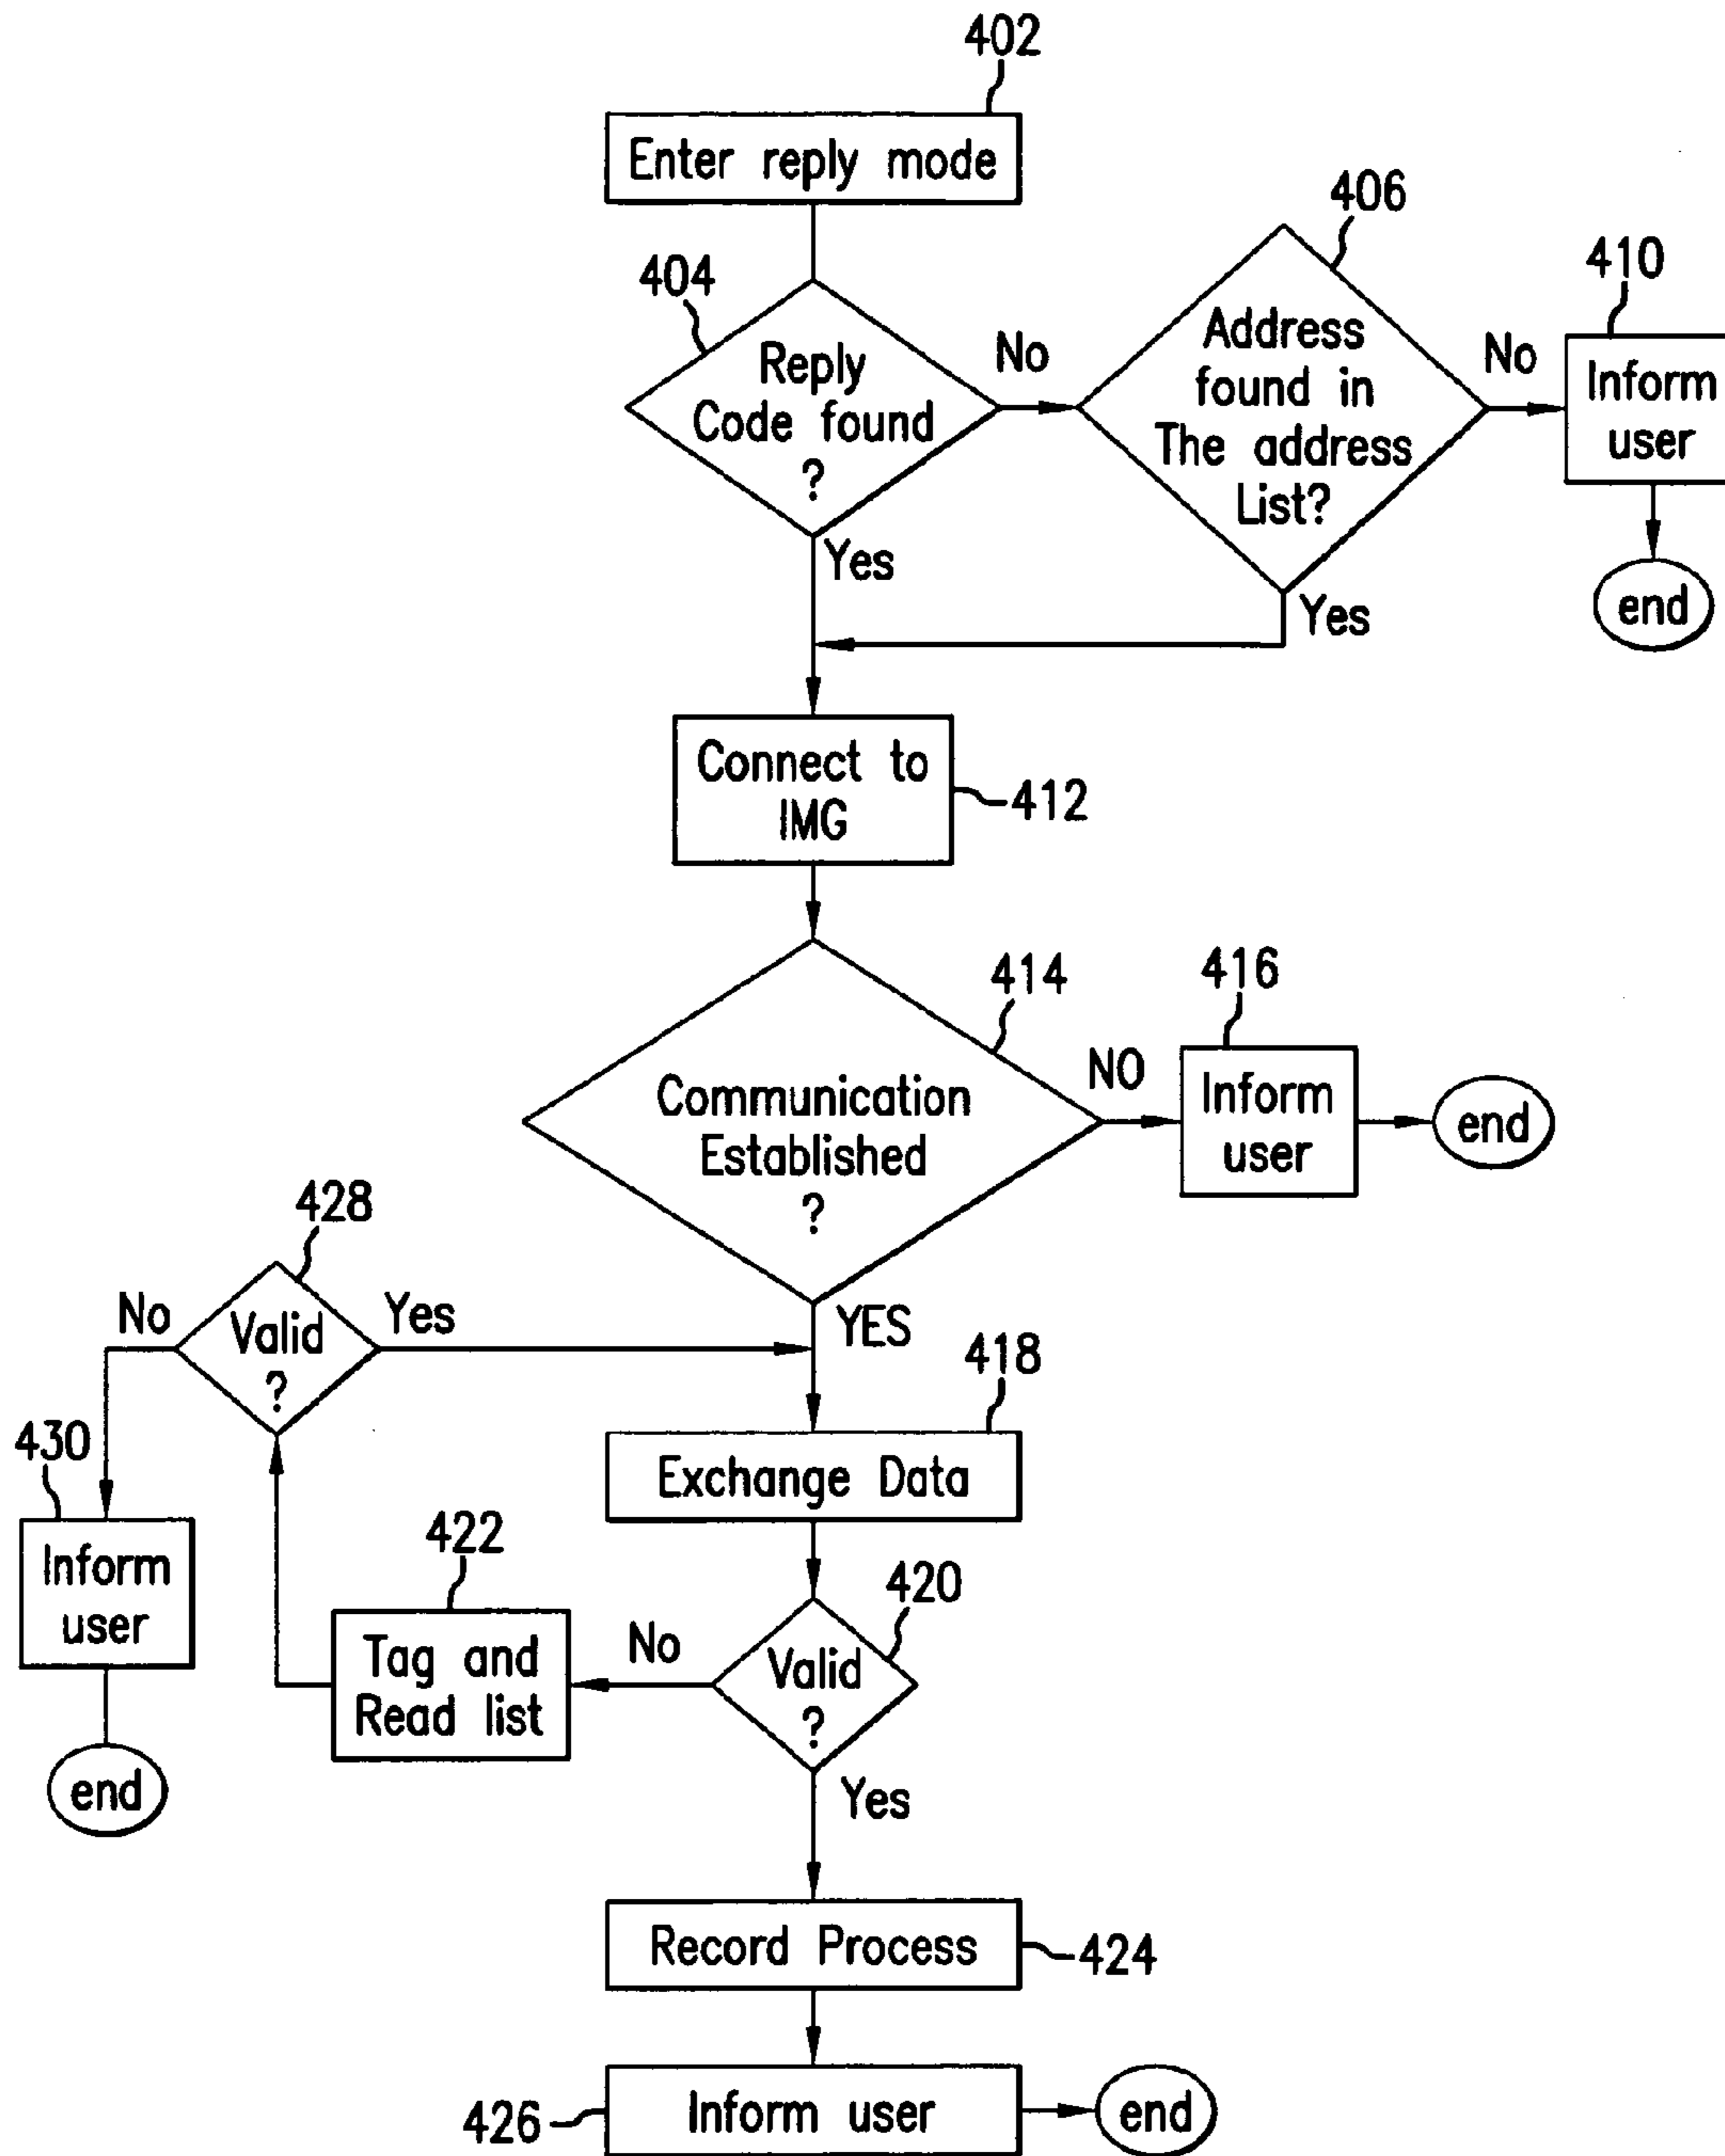 402
Enter reply mode
406
410
404
Reply
Code found
?
No
Address
found in
The address
List?
No
Inform
user
end
Yes
Yes
Connect to
IMG
412
414
416
Communication
Established
?
NO
Inform
user
end
YES
428
No
Valid
?
Yes
418
Exchange Data
430
Inform
user
end
422
Tag and
Read list
No
420
Valid
?
Yes
Record Process
424
426
Inform user
end